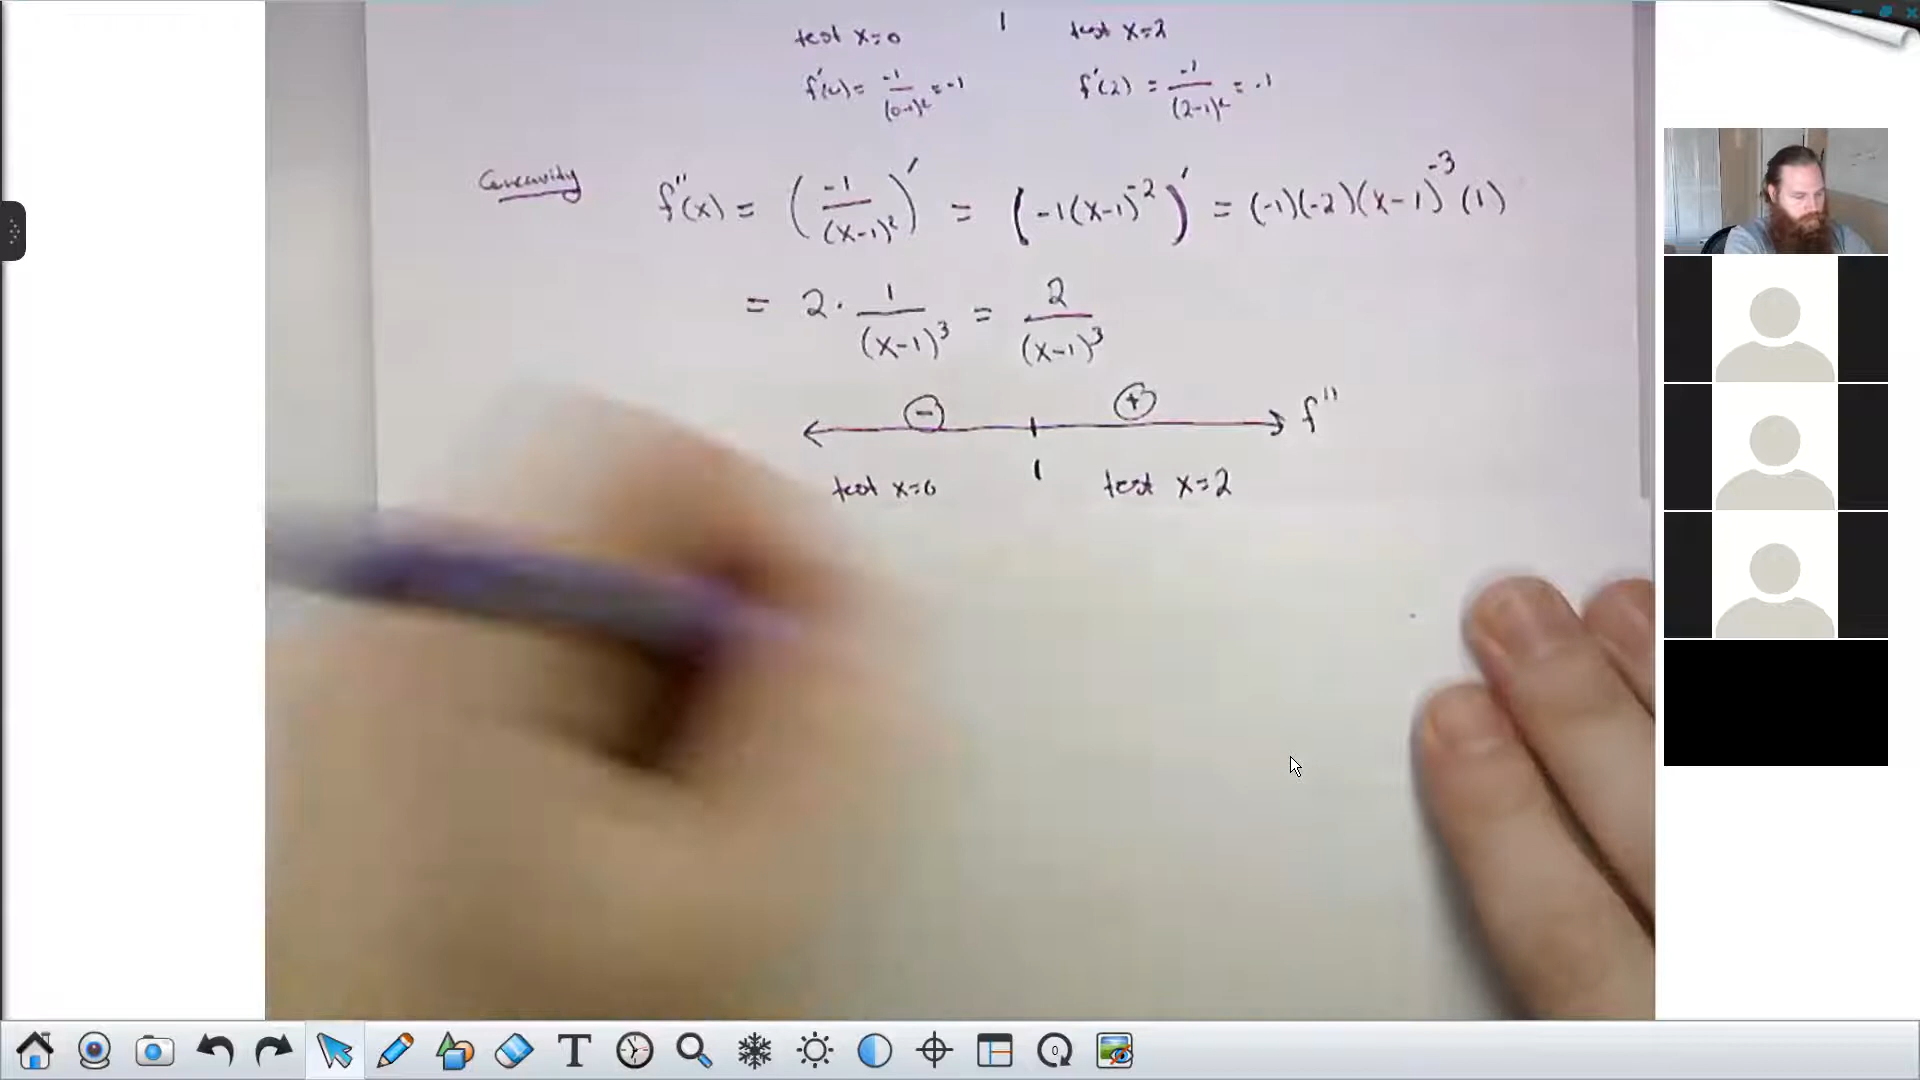 test x=0 1 test x=2
f'(0) = -1/(0-1)² = -1 f'(2) = -1/(2-1)² = -1
Concavity f''(x) = (-1/(x-1)²)' = (-1(x-1)⁻²)' = (-1)(-2)(x-1)⁻³(1)
= 2 · 1/(x-1)³ = 2/(x-1)³
- + f''
test x=0 1 test x=2
T
0